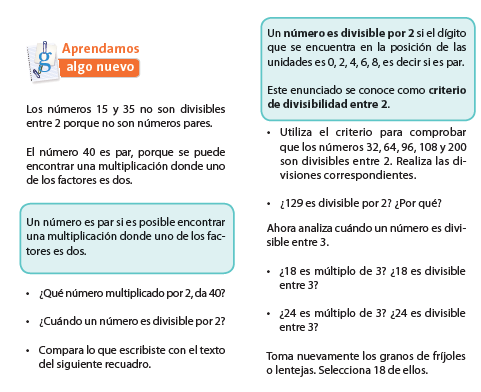 Aprendamos
algo nuevo
Los números 15 y 35 no son divisibles
entre 2 porque no son números pares.
El número 40 es par, porque se puede
encontrar una multiplicación donde uno
de los factores es dos.
Un número es par si es posible encontrar
una multiplicación donde uno de los fac-
tores es dos.
• ¿Qué número multiplicado por 2, da 40?
• ¿Cuándo un número es divisible por 2?
• Compara lo que escribiste con el texto
del siguiente recuadro.
Un número es divisible por 2 si el dígito
que se encuentra en la posición de las
unidades es 0, 2, 4, 6, 8, es decir si es par.
Este enunciado se conoce como criterio
de divisibilidad entre 2.
• Utiliza el criterio para comprobar
que los números 32, 64, 96, 108 y 200
son divisibles entre 2. Realiza las di-
visiones correspondientes.
• ¿129 es divisible por 2? ¿Por qué?
Ahora analiza cuándo un número es divi-
sible entre 3.
• ¿18 es múltiplo de 3? ¿18 es divisible
entre 3?
• ¿24 es múltiplo de 3? ¿24 es divisible
entre 3?
Toma nuevamente los granos de fríjoles
o lentejas. Selecciona 18 de ellos.